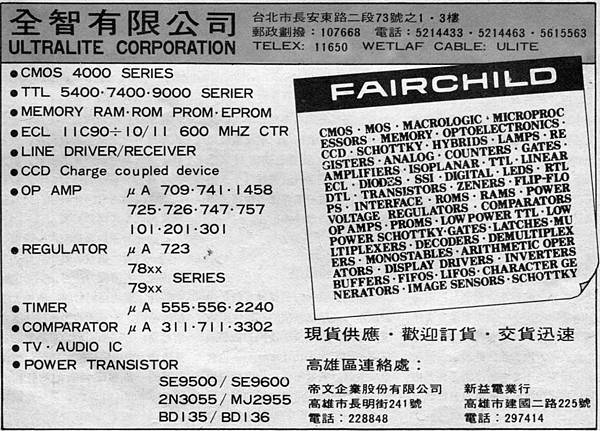 全智有限公司
ULTRALITE CORPORATION
台北市長安東路二段73號之1·3樓
郵政劃撥：107668 電話：5214433·5214463·5615563
TELEX: 11650 WETLAF CABLE: ULITE
● CMOS 4000 SERIES
● TTL 5400·7400·9000 SERIER
● MEMORY RAM·ROM PROM·EPROM
● ECL 11C90÷10/11 600 MHZ CTR
● LINE DRIVER/RECEIVER
● CCD Charge coupled device
● OP AMP μA 709·741·1458
725·726·747·757
101·201·301
● REGULATOR μA 723
78xx
79xx SERIES
● TIMER μA 555·556·2240
● COMPARATOR μA 311·711·3302
● TV·AUDIO IC
● POWER TRANSISTOR
SE9500/SE9600
2N3055/MJ2955
BD135/BD136
FAIRCHILD
CMOS·MOS·MACROLOGIC·MICROPROC
ESSORS·MEMORY·OPTOELECTRONICS·
CCD·SCHOTTKY·HYBRIDS·LAMPS·RE
GISTERS·ANALOG·COUNTERS·GATES·
AMPLIFIERS·ISOPLANAR·TTL·LINEAR
ECL·DIODES·SSI·DIGITAL·LEDS·RTL
DTL·TRANSISTORS·ZENERS·FLIP-FLO
PS·INTERFACE·ROMS·RAMS·POWER
VOLTAGE REGULATORS·COMPARATORS
OP AMPS·PROMS·LOW POWER TTL·LOW
POWER SCHOTTKY·GATES·LATCHES·MU
LTIPLEXERS·DECODERS·DEMULTIPLEX
ERS·MONOSTABLES·ARITHMETIC OPER
ATORS·DISPLAY DRIVERS·INVERTERS
BUFFERS·FIFOS·LIFOS·CHARACTER GE
NERATORS·IMAGE SENSORS·SCHOTTKY
現貨供應·歡迎訂貨·交貨迅速
高雄區連絡處：
帝文企業股份有限公司
高雄市長明街241號
電話：228848
新益電業行
高雄市建國二路225號
電話：297414